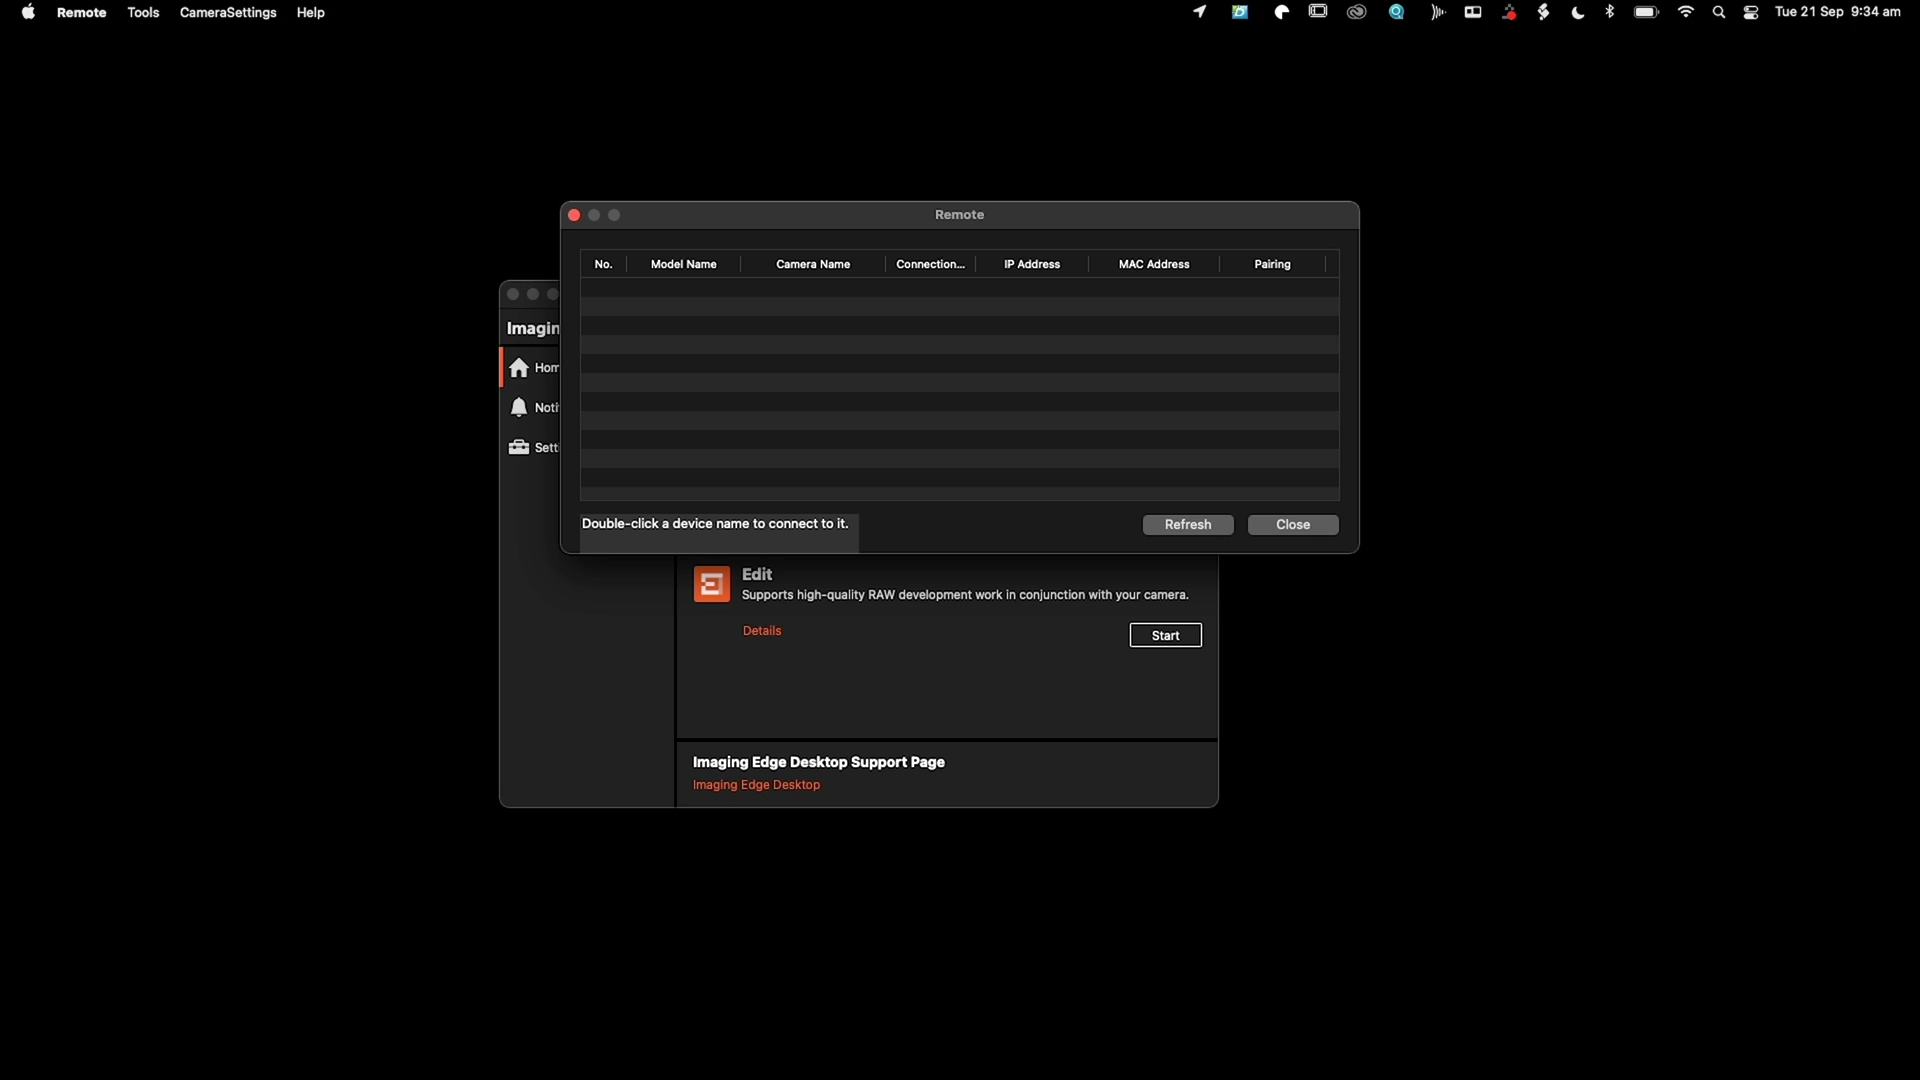 Remote Tools CameraSettings Help Tue 21 Sep 9:34 am
Remote
No. Model Name Camera Name Connection... IP Address MAC Address Pairing
Imagin
Hom
Noti
Setti
Double-click a device name to connect to it. Refresh Close
Edit
Supports high-quality RAW development work in conjunction with your camera.
Details
Start
Imaging Edge Desktop Support Page
Imaging Edge Desktop